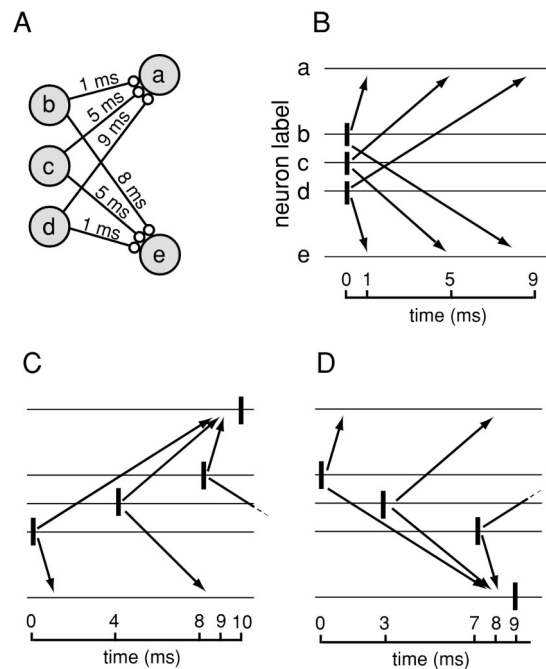 A
a
1 ms
b
5 ms
9 ms
c
8 ms
5 ms
d
1 ms
e
B
neuron label
a
b
c
d
e
0 1 5 9
time (ms)
C
0 4 8 9 10
time (ms)
D
0 3 7 8 9
time (ms)